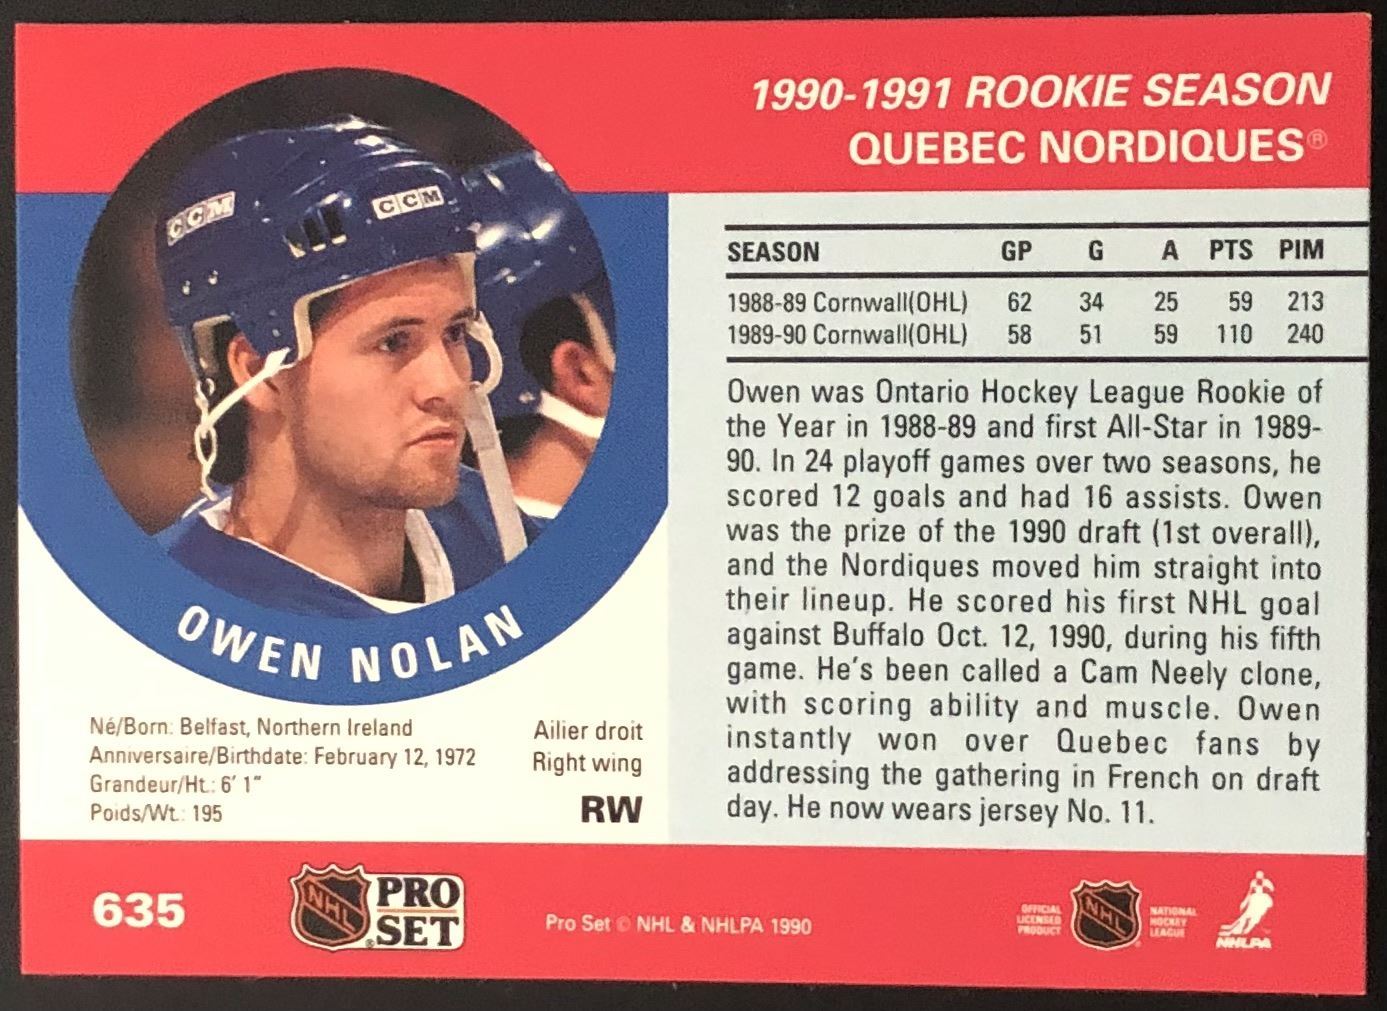 1990-1991 ROOKIE SEASON
QUEBEC NORDIQUES®
CCM
CCM
OWEN NOLAN
Né/Born: Belfast, Northern Ireland
Anniversaire/Birthdate: February 12, 1972
Grandeur/Ht.: 6' 1"
Poids/Wt.: 195
Ailier droit
Right wing
RW
SEASON GP G A PTS PIM
1988-89 Cornwall(OHL) 62 34 25 59 213
1989-90 Cornwall(OHL) 58 51 59 110 240
Owen was Ontario Hockey League Rookie of
the Year in 1988-89 and first All-Star in 1989-
90. In 24 playoff games over two seasons, he
scored 12 goals and had 16 assists. Owen
was the prize of the 1990 draft (1st overall),
and the Nordiques moved him straight into
their lineup. He scored his first NHL goal
against Buffalo Oct. 12, 1990, during his fifth
game. He's been called a Cam Neely clone,
with scoring ability and muscle. Owen
instantly won over Quebec fans by
addressing the gathering in French on draft
day. He now wears jersey No. 11.
635
NHL
PRO
SET
Pro Set © NHL & NHLPA 1990
OFFICIAL
LICENSED
PRODUCT
NHL
NATIONAL
HOCKEY
LEAGUE
NHLPA